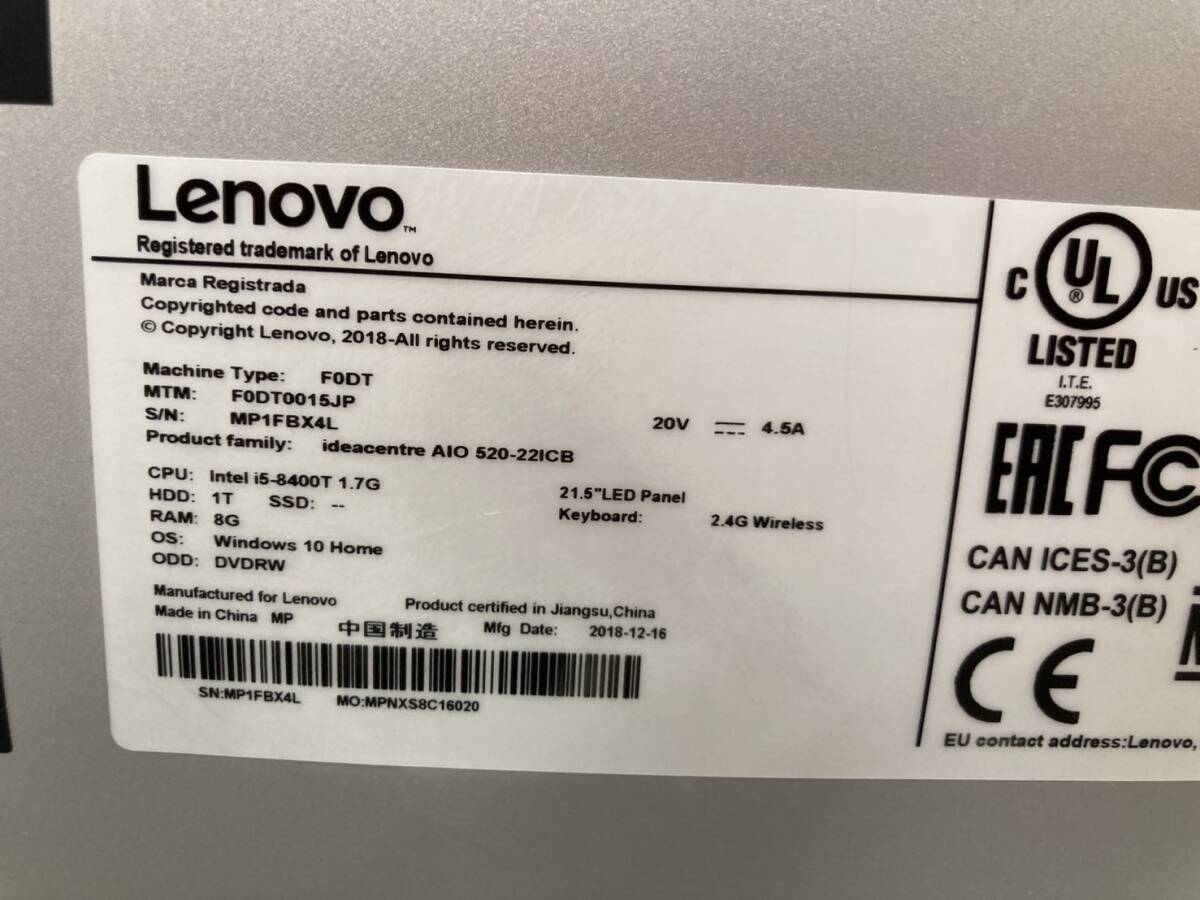 Lenovo™
Registered trademark of Lenovo
Marca Registrada
Copyrighted code and parts contained herein.
© Copyright Lenovo, 2018-All rights reserved.
Machine Type: F0DT
MTM: F0DT0015JP
S/N: MP1FBX4L
20V ⎓ 4.5A
Product family: ideacentre AIO 520-22ICB
CPU: Intel i5-8400T 1.7G
21.5"LED Panel
HDD: 1T SSD: --
Keyboard: 2.4G Wireless
RAM: 8G
OS: Windows 10 Home
ODD: DVDRW
Manufactured for Lenovo
Product certified in Jiangsu,China
Made in China MP
中国制造
Mfg Date: 2018-12-16
SN:MP1FBX4L
MO:MPNXS8C16020
C UL® US
LISTED
I.T.E.
E307995
EAC FC
CAN ICES-3(B)
CAN NMB-3(B)
CE
EU contact address:Lenovo,